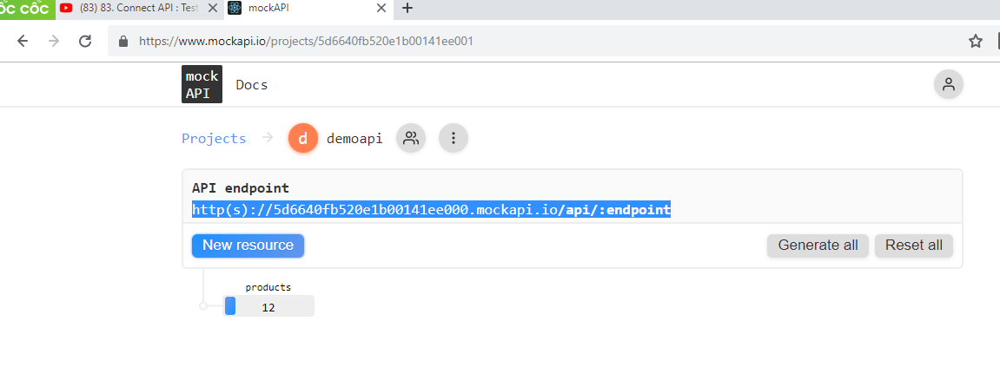 ỐC CỐC
(83) 83. Connect API : Test
mockAPI
https://www.mockapi.io/projects/5d6640fb520e1b00141ee001
mock
API
Docs
Projects
d
demoapi
API endpoint
http(s)://5d6640fb520e1b00141ee000.mockapi.io/api/:endpoint
New resource
Generate all
Reset all
products
12